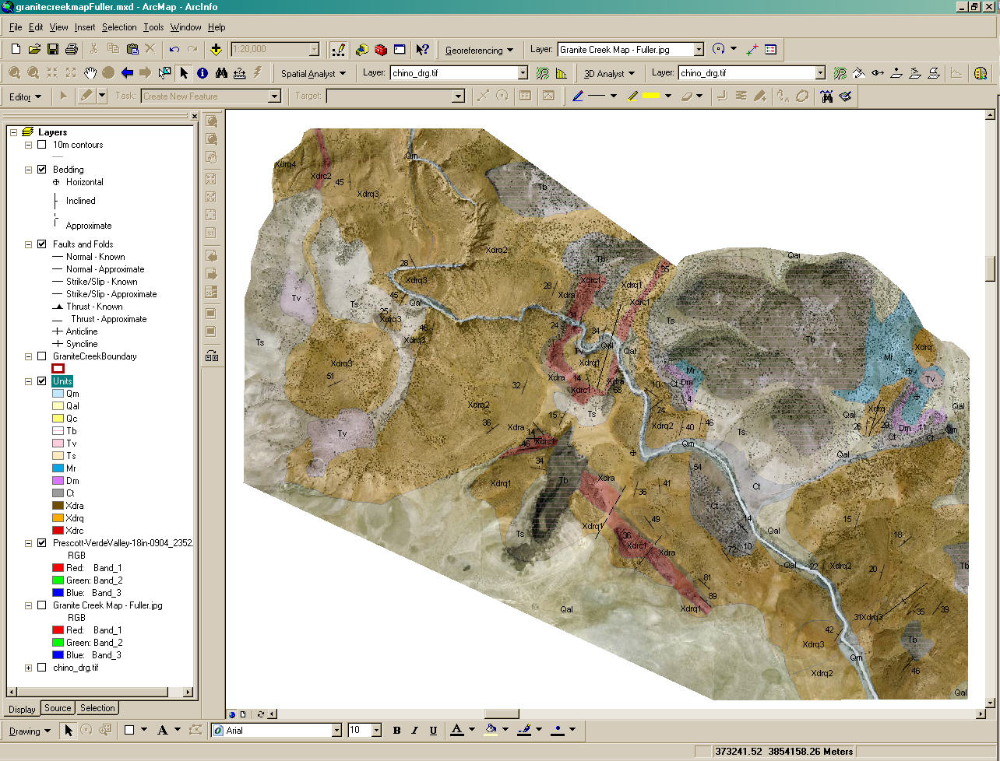 granitecreekmapFuller.mxd - ArcMap - ArcInfo
File Edit View Insert Selection Tools Window Help
1:20,000 Georeferencing Layer: Granite Creek Map - Fuller.jpg
Spatial Analyst Layer: chino_drg.tif 3D Analyst Layer: chino_drg.tif
Editor Task: Create New Feature Target:
Layers
10m contours
Bedding
Horizontal
Inclined
Approximate
Faults and Folds
Normal - Known
Normal - Approximate
Strike/Slip - Known
Strike/Slip - Approximate
Thrust - Known
Thrust - Approximate
Anticline
Syncline
GraniteCreekBoundary
Units
Qm
Qal
Qc
Tb
Tv
Ts
Mr
Dm
Ct
Xdra
Xdrq
Xdrc
Prescott-VerdeValley-18in-0904_2352.
RGB
Red: Band_1
Green: Band_2
Blue: Band_3
Granite Creek Map - Fuller.jpg
RGB
Red: Band_1
Green: Band_2
Blue: Band_3
chino_drg.tif
Display Source Selection
Qm
Xdrq4
Xdrc2
45
Xdrq3
Tb
Xdrq2
Tb
Qal
28
Xdrq3
35
Xdrc1
Xdrq1
28
Xdra
45
Qal
Xdrc1
Tv
Ts
25
Xdrq3
31
24
46
34
Ts
Xdrq3
Qal
Qal
Tb
Ts
Tv
Xdrq1
Mr
Xdrq
Xdrq3
51
Mr
Xdra
14
Xdra
10
Ct
Dm
Tv
32
Xdrc1
68
4
Xdrq2
15
Ts
24
Qal
Xdrq
Qal
36
Xdra
14
Xdrq2
40
46
26
29
Dm
11
Qm
Tv
46
Xdrc1
Qm
Ts
Ct
Ct
34
Qal
54
Xdrq1
Tb
Xdra
41
36
Ct
Ct
49
14
15
Xdrq1
Ts
36
Qal
18
Xdrc1
Xdra
72
10
Qal
22
Xdrq2
20
Tb
81
89
Qal
Xdrq1
31
Xdrq3
35
39
42
Xdrq3
Tb
Qm
Xdrq2
46
Qal
Drawing A Arial 10 B I U A
373241.52 3854158.26 Meters